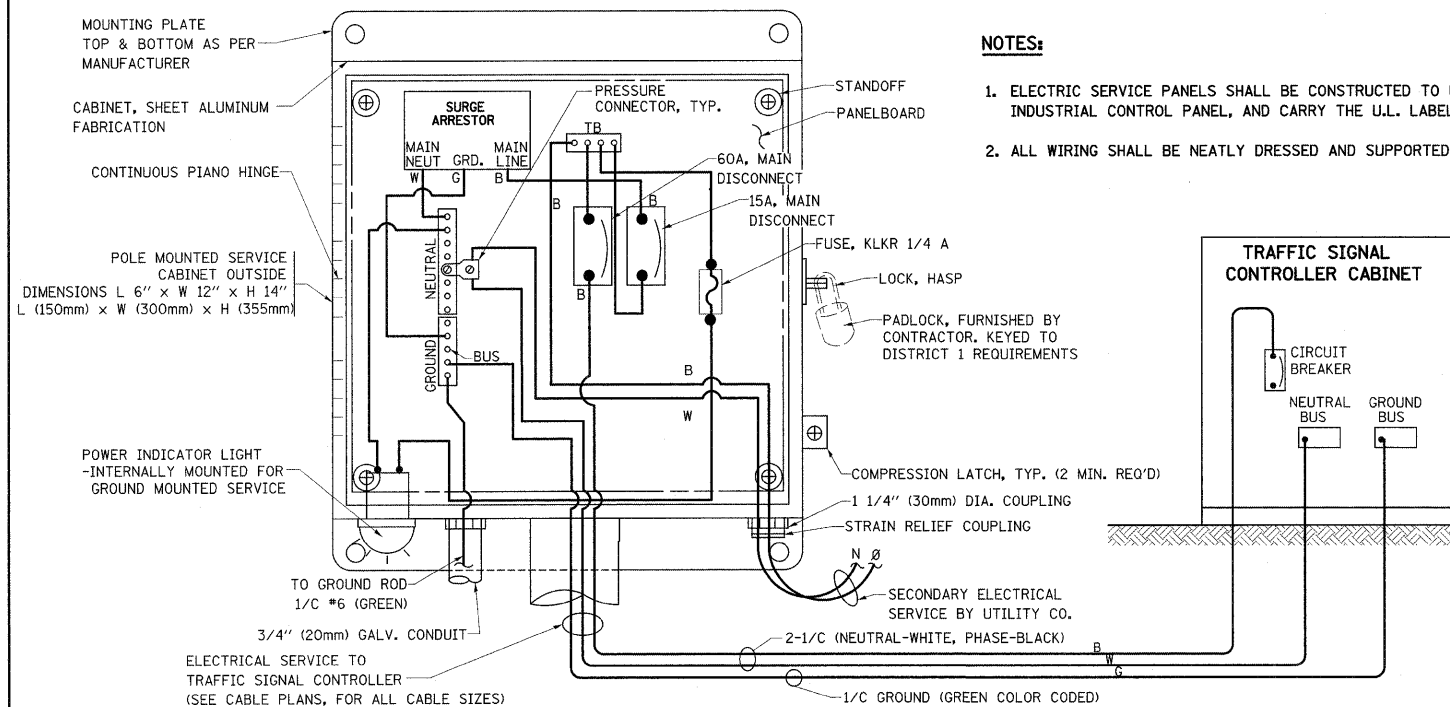 MOUNTING PLATE
TOP & BOTTOM AS PER
MANUFACTURER
CABINET, SHEET ALUMINUM
FABRICATION
CONTINUOUS PIANO HINGE
POLE MOUNTED SERVICE
CABINET OUTSIDE
DIMENSIONS L 6" x W 12" x H 14"
L (150mm) x W (300mm) x H (355mm)
POWER INDICATOR LIGHT
-INTERNALLY MOUNTED FOR
GROUND MOUNTED SERVICE
TO GROUND ROD
1/C #6 (GREEN)
3/4" (20mm) GALV. CONDUIT
ELECTRICAL SERVICE TO
TRAFFIC SIGNAL CONTROLLER
(SEE CABLE PLANS, FOR ALL CABLE SIZES)
SURGE
ARRESTOR
MAIN
NEUT
GRD.
MAIN
LINE
W
G
B
PRESSURE
CONNECTOR, TYP.
TB
STANDOFF
PANELBOARD
60A, MAIN
DISCONNECT
15A, MAIN
DISCONNECT
B
B
B
FUSE, KLKR 1/4 A
LOCK, HASP
PADLOCK, FURNISHED BY
CONTRACTOR. KEYED TO
DISTRICT 1 REQUIREMENTS
NEUTRAL
GROUND
BUS
B
W
COMPRESSION LATCH, TYP. (2 MIN. REQ'D)
1 1/4" (30mm) DIA. COUPLING
STRAIN RELIEF COUPLING
N Ø
SECONDARY ELECTRICAL
SERVICE BY UTILITY CO.
2-1/C (NEUTRAL-WHITE, PHASE-BLACK)
B
W
G
1/C GROUND (GREEN COLOR CODED)
NOTES:
1. ELECTRIC SERVICE PANELS SHALL BE CONSTRUCTED TO
INDUSTRIAL CONTROL PANEL, AND CARRY THE U.L. LABEL
2. ALL WIRING SHALL BE NEATLY DRESSED AND SUPPORTED
TRAFFIC SIGNAL
CONTROLLER CABINET
CIRCUIT
BREAKER
NEUTRAL
BUS
GROUND
BUS